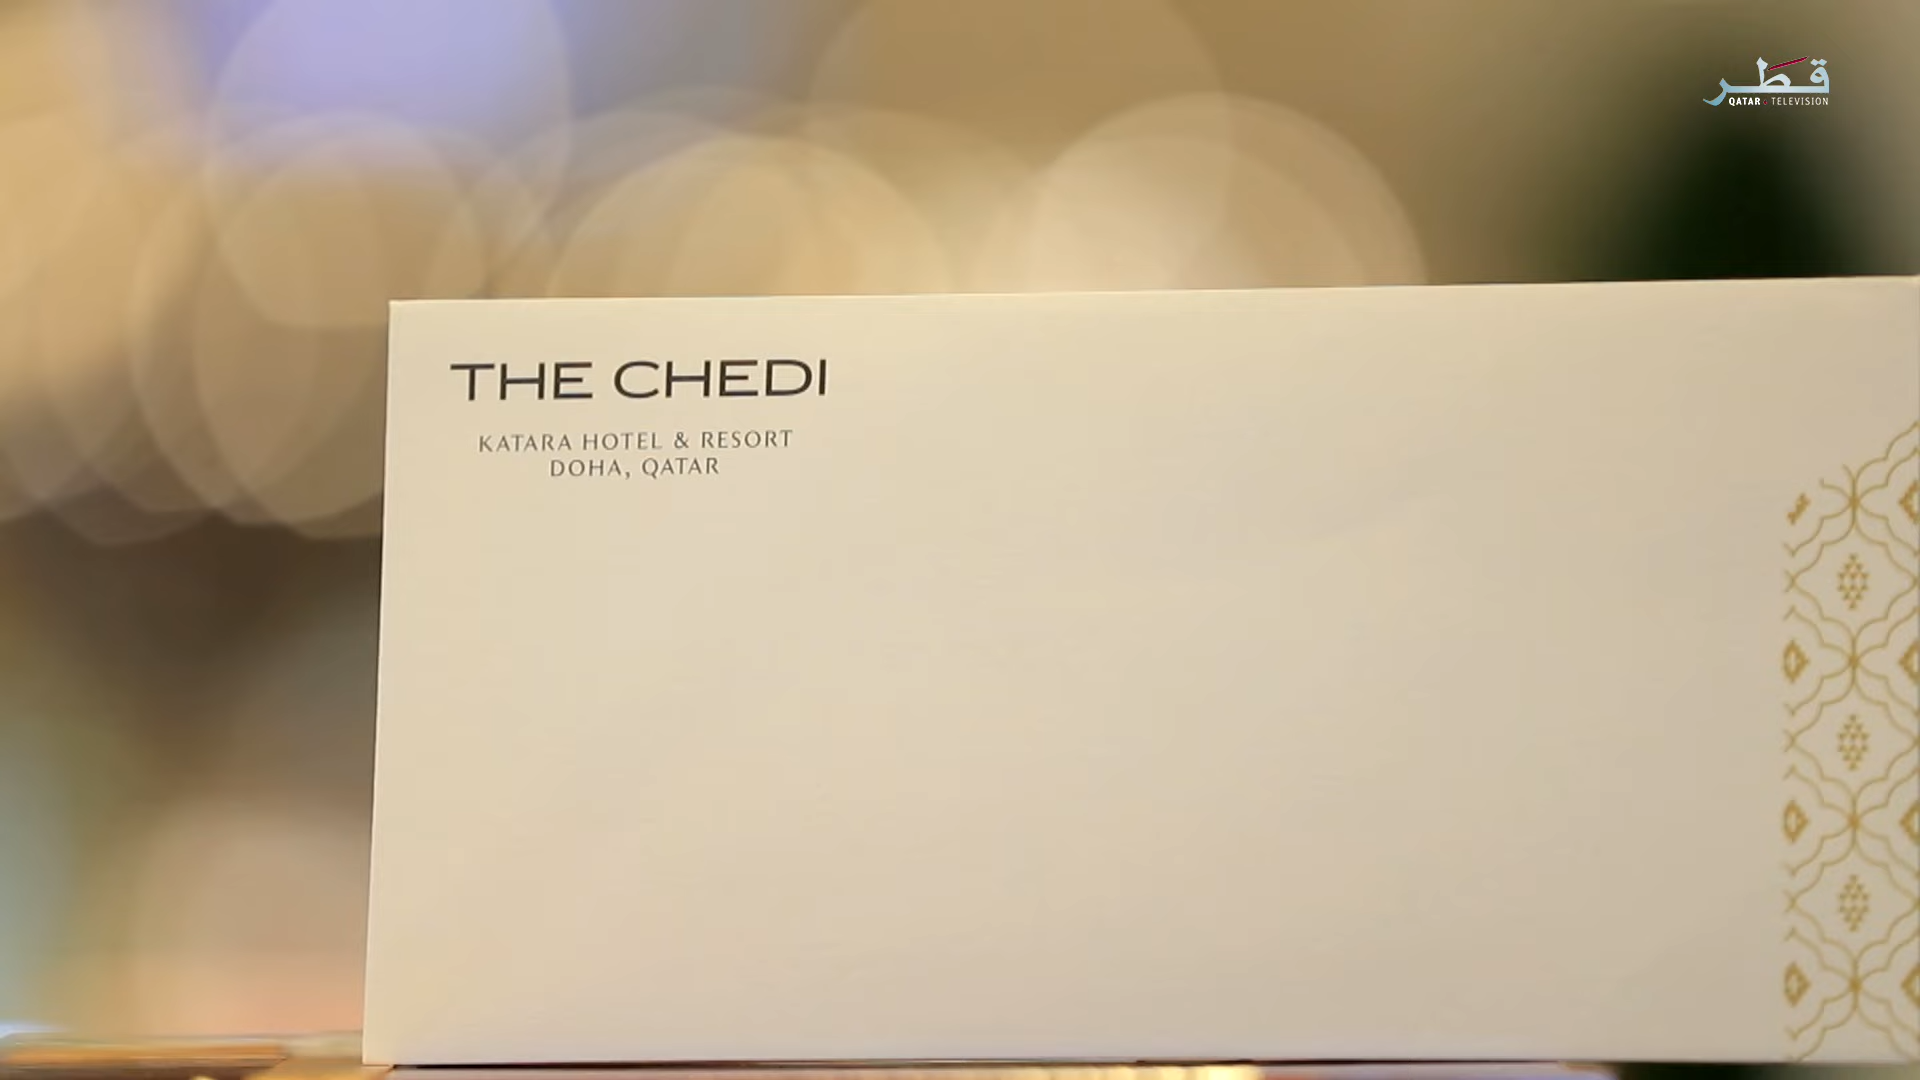 قطر
QATAR TELEVISION
THE CHEDI
KATARA HOTEL & RESORT
DOHA, QATAR